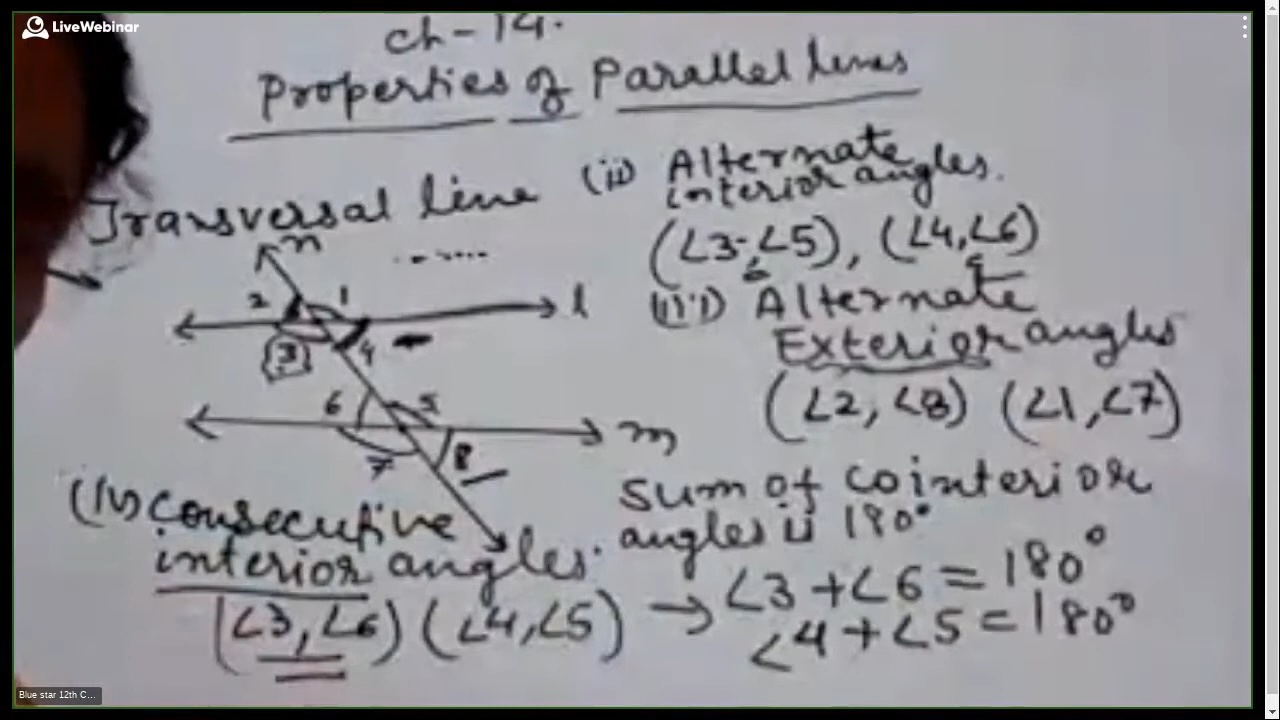 LiveWebinar
Ch - 14.
Properties of Parallel lines
Transversal line
n
2 1
l
3 4
6 5
m
7 8
(ii) Alternate
interior angles.
(∠3, ∠5), (∠4, ∠6)
(iii) Alternate
Exterior angles
(∠2, ∠8) (∠1, ∠7)
(iv) Consecutive
interior angles.
(∠3, ∠6) (∠4, ∠5)
Sum of cointerior
angles is 180°
→ ∠3 + ∠6 = 180°
∠4 + ∠5 = 180°
Blue star 12th C...